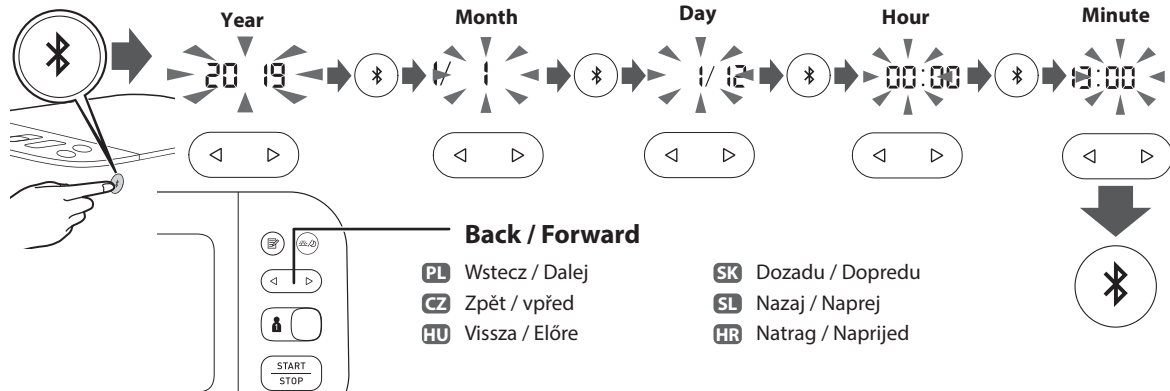 Year Month Day Hour Minute
20 19 1/ 1 1/ 12 00:00 13:00
Back / Forward
PL Wstecz / Dalej
CZ Zpět / vpřed
HU Vissza / Előre
SK Dozadu / Dopredu
SL Nazaj / Naprej
HR Natrag / Naprijed
START
STOP